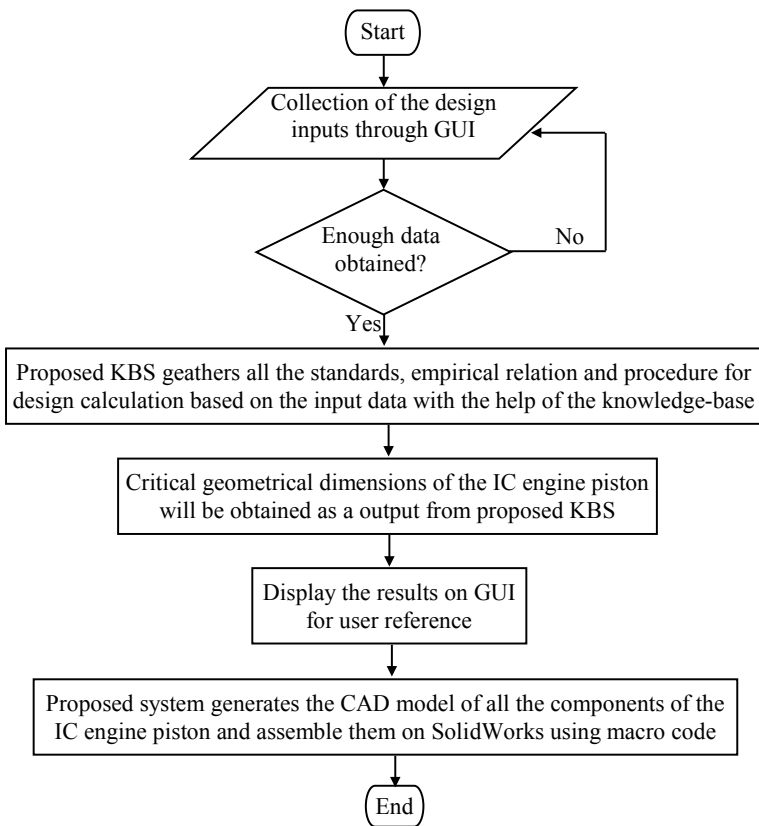 Start
Collection of the design
inputs through GUI
Enough data
obtained?
No
Yes
Proposed KBS geathers all the standards, empirical relation and procedure for
design calculation based on the input data with the help of the knowledge-base
Critical geometrical dimensions of the IC engine piston
will be obtained as a output from proposed KBS
Display the results on GUI
for user reference
Proposed system generates the CAD model of all the components of the
IC engine piston and assemble them on SolidWorks using macro code
End